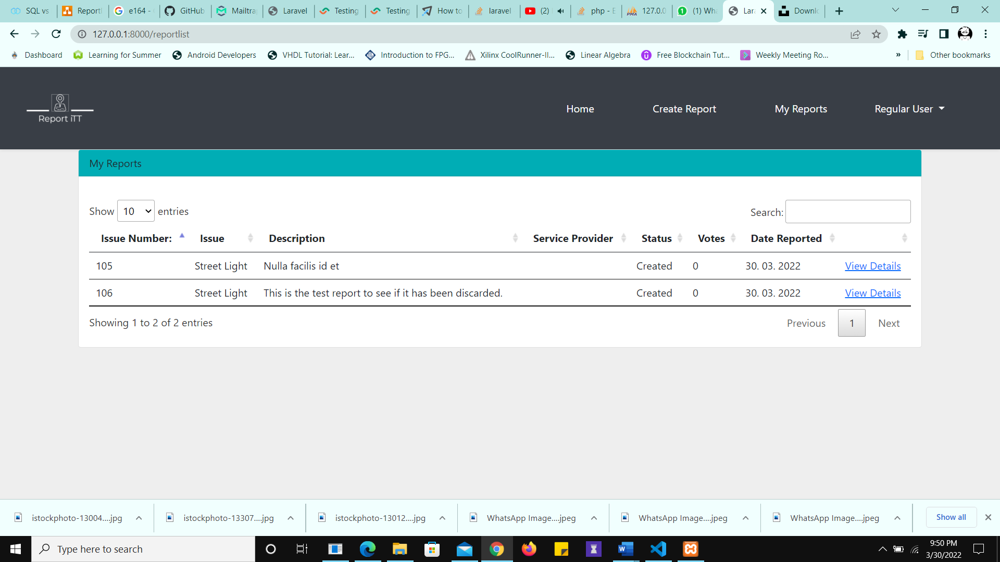 SQL vs
Report
e164 -
GitHub
Mailtra
Laravel
Testing
Testing
How to
laravel
(2)
php - E
PMA 127.0.0
1 (1) Wha
Lar
Downl
127.0.0.1:8000/reportlist
Dashboard
Learning for Summer
Android Developers
VHDL Tutorial: Lear...
Introduction to FPG...
Xilinx CoolRunner-II...
Linear Algebra
Free Blockchain Tut...
Weekly Meeting Ro...
»
Other bookmarks
Report iTT
Home
Create Report
My Reports
Regular User
My Reports
Show 10 entries
Search:
Issue Number: Issue Description Service Provider Status Votes Date Reported
105 Street Light Nulla facilis id et Created 0 30. 03. 2022 View Details
106 Street Light This is the test report to see if it has been discarded. Created 0 30. 03. 2022 View Details
Showing 1 to 2 of 2 entries
Previous 1 Next
istockphoto-13004....jpg
istockphoto-13307....jpg
istockphoto-13012....jpg
WhatsApp Image....jpeg
WhatsApp Image....jpeg
WhatsApp Image....jpeg
Show all
Type here to search
9:50 PM
3/30/2022